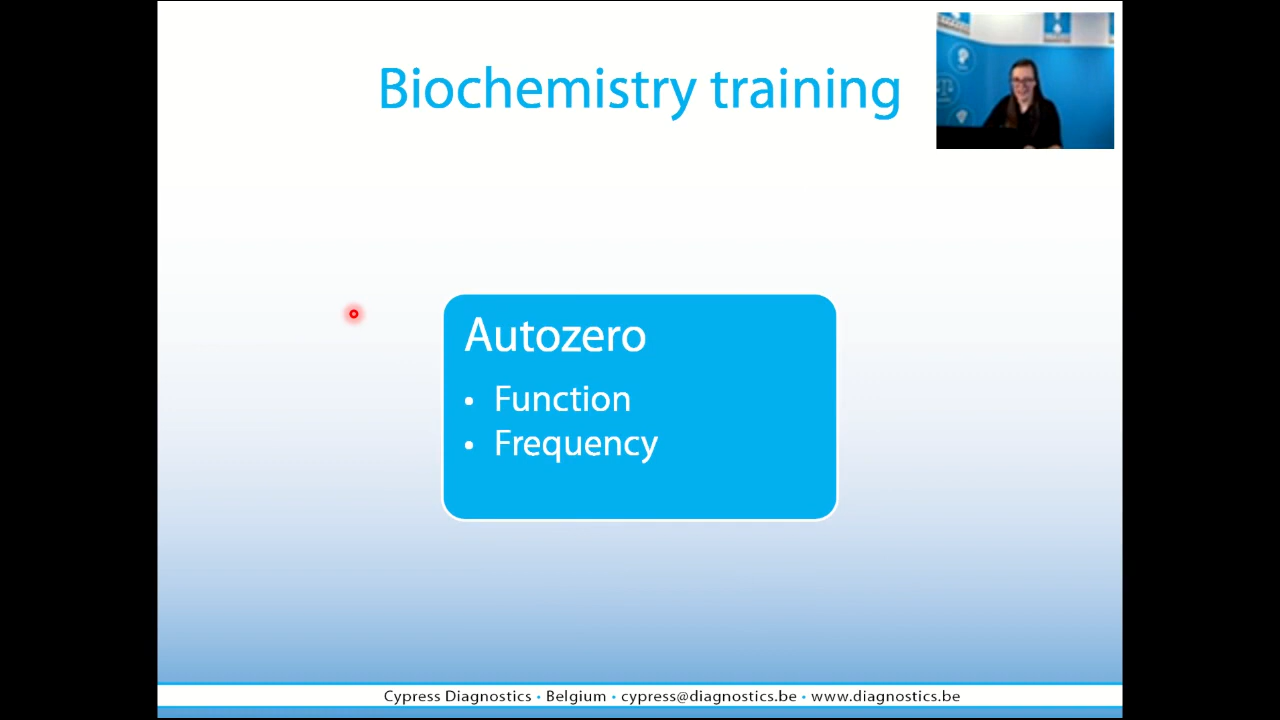 Biochemistry training
Autozero
• Function
• Frequency
Cypress Diagnostics • Belgium • cypress@diagnostics.be • www.diagnostics.be